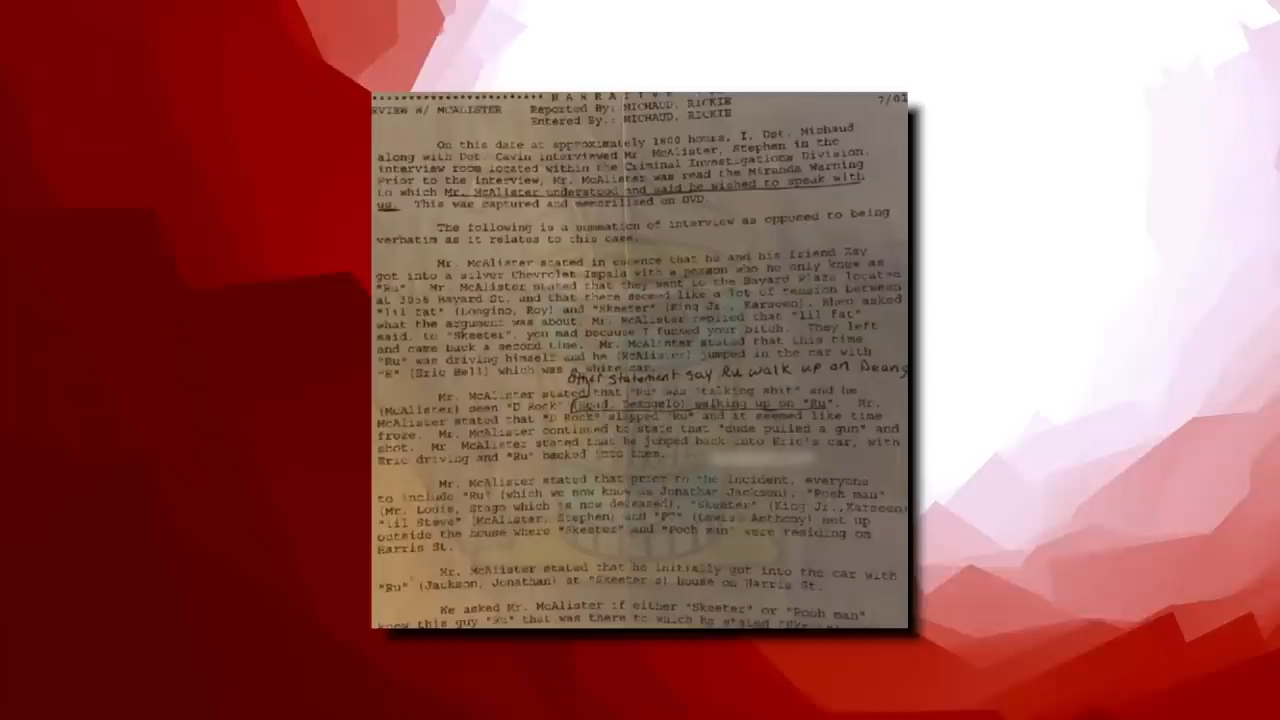 N A R R A T I V E
7/01
RVIEW W/ MCALISTER Reported By: MICHAUD, RICKIE
Entered By.: MICHAUD, RICKIE
On this date at approximately 1800 hours, I, Det. Michaud
along with Det. Cavin interviewed Mr. McAlister, Stephen in the
interview room located within the Criminal Investigations Division.
Prior to the interview, Mr. McAlister was read the Miranda Warning
to which Mr. McAlister understood and said he wished to speak with
us. This was captured and memorilized on DVD.
The following is a summation of interview as opposed to being
verbatim as it relates to this case.
Mr. McAlister stated in essence that he and his friend Zay
got into a silver Chevrolet Impala with a person who he only knew as
"Ru". Mr. McAlister stated that they went to the Bayard Plaza located
at 3058 Bayard St. and that there seemed like a lot of tension between
"lil fat" (Longino, Roy) and "Skeeter" (King Jr., Karseen). When asked
what the argument was about, Mr. McAlister replied that "lil fat"
said, to "Skeeter", you mad because I fucked your bitch. They left
and came back a second time. Mr. McAlister stated that this time
"Ru" was driving himself and he (McAlister) jumped in the car with
"E" (Eric Bell) which was a white car.
other statement say Ru walk up on Deang
Mr. McAlister stated that "Ru" was "talking shit" and he
(McAlister) seen "D Rock" (Read, Deangelo) walking up on "Ru". Mr.
McAlister stated that "D Rock" slapped "Ru" and it seemed like time
froze. Mr. McAlister continued to state that "dude pulled a gun" and
shot. Mr. McAlister stated that he jumped back into Eric's car, with
Eric driving and "Ru" backed into them.
Mr. McAlister stated that prior to the incident, everyone
to include "Ru" (which we now know as Jonathan Jackson), "Pooh man"
(Mr. Louis, Stago which is now deceased), "Skeeter" (King Jr.,Karseen)
"Lil Steve" (McAlister, Stephen) and (Lewis, Anthony) met up
outside the house where "Skeeter" and "Pooh man" were residing on
Harris St.
Mr. McAlister stated that he initially got into the car with
"Ru" (Jackson, Jonathan) at "Skeeter's" house on Harris St.
We asked Mr. McAlister if either "Skeeter" or "Pooh man"
knew this guy "Ru" that was there to which he stated